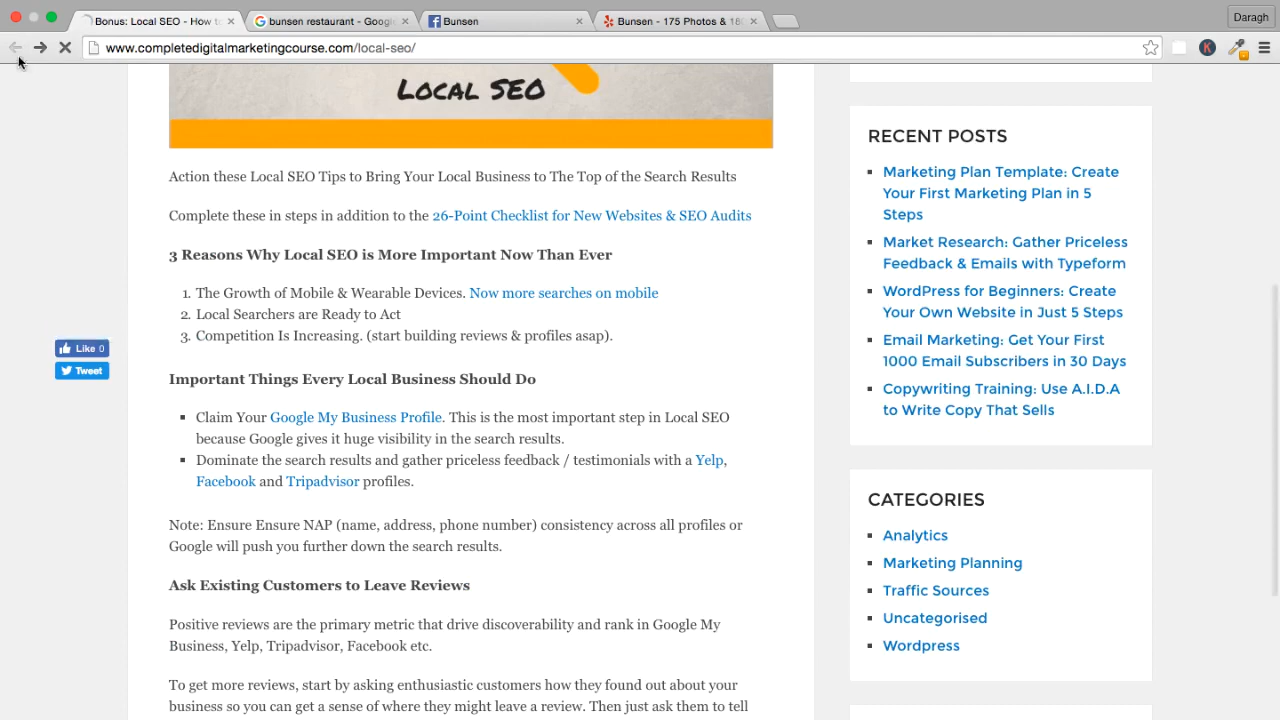 Bonus: Local SEO - How to
bunsen restaurant - Google
Bunsen
Bunsen - 175 Photos & 180
Daragh
www.completedigitalmarketingcourse.com/local-seo/
K
LOCAL SEO
Action these Local SEO Tips to Bring Your Local Business to The Top of the Search Results
Complete these in steps in addition to the 26-Point Checklist for New Websites & SEO Audits
3 Reasons Why Local SEO is More Important Now Than Ever
1. The Growth of Mobile & Wearable Devices. Now more searches on mobile
2. Local Searchers are Ready to Act
3. Competition Is Increasing. (start building reviews & profiles asap).
Like 0
Tweet
Important Things Every Local Business Should Do
Claim Your Google My Business Profile. This is the most important step in Local SEO
because Google gives it huge visibility in the search results.
Dominate the search results and gather priceless feedback / testimonials with a Yelp,
Facebook and Tripadvisor profiles.
Note: Ensure Ensure NAP (name, address, phone number) consistency across all profiles or
Google will push you further down the search results.
Ask Existing Customers to Leave Reviews
Positive reviews are the primary metric that drive discoverability and rank in Google My
Business, Yelp, Tripadvisor, Facebook etc.
To get more reviews, start by asking enthusiastic customers how they found out about your
business so you can get a sense of where they might leave a review. Then just ask them to tell
RECENT POSTS
Marketing Plan Template: Create
Your First Marketing Plan in 5
Steps
Market Research: Gather Priceless
Feedback & Emails with Typeform
WordPress for Beginners: Create
Your Own Website in Just 5 Steps
Email Marketing: Get Your First
1000 Email Subscribers in 30 Days
Copywriting Training: Use A.I.D.A
to Write Copy That Sells
CATEGORIES
Analytics
Marketing Planning
Traffic Sources
Uncategorised
Wordpress